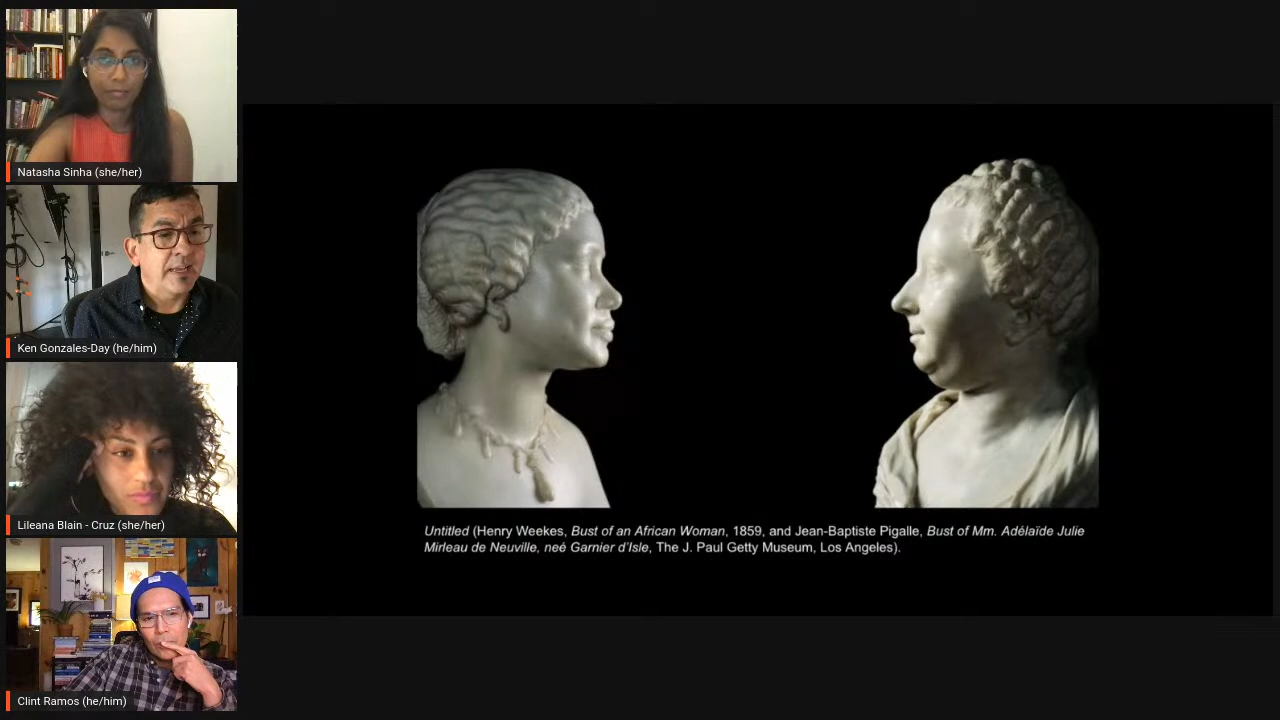 Natasha Sinha (she/her)
Ken Gonzales-Day (he/him)
Lileana Blain - Cruz (she/her)
Clint Ramos (he/him)
Untitled (Henry Weekes, Bust of an African Woman, 1859, and Jean-Baptiste Pigalle, Bust of Mm. Adélaïde Julie
Mirleau de Neuville, neé Garnier d'Isle, The J. Paul Getty Museum, Los Angeles).